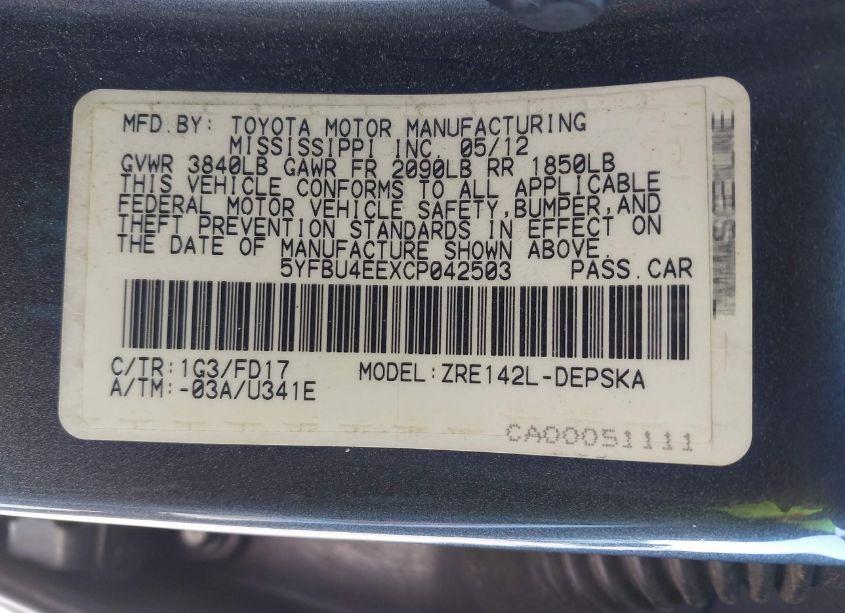 MFD.BY: TOYOTA MOTOR MANUFACTURING
MISSISSIPPI INC. 05/12
GVWR 3840LB GAWR FR 2090LB RR 1850LB
THIS VEHICLE CONFORMS TO ALL APPLICABLE
FEDERAL MOTOR VEHICLE SAFETY,BUMPER,AND
THEFT PREVENTION STANDARDS IN EFFECT ON
THE DATE OF MANUFACTURE SHOWN ABOVE.
5YFBU4EEXCP042503 PASS.CAR
C/TR:1G3/FD17 MODEL:ZRE142L-DEPSKA
A/TM:-03A/U341E
CA00051111